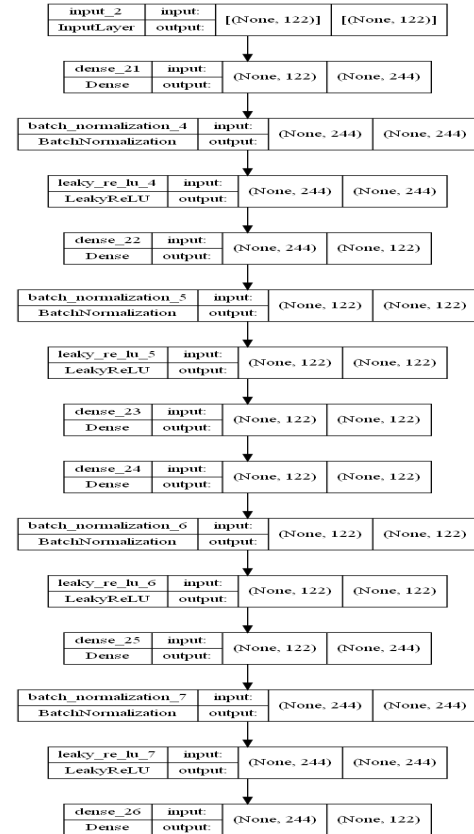 input_2 input: [(None, 122)] [(None, 122)]
InputLayer output:
dense_21 input: (None, 122) (None, 244)
Dense output:
batch_normalization_4 input: (None, 244) (None, 244)
BatchNormalization output:
leaky_re_lu_4 input: (None, 244) (None, 244)
LeakyReLU output:
dense_22 input: (None, 244) (None, 122)
Dense output:
batch_normalization_5 input: (None, 122) (None, 122)
BatchNormalization output:
leaky_re_lu_5 input: (None, 122) (None, 122)
LeakyReLU output:
dense_23 input: (None, 122) (None, 122)
Dense output:
dense_24 input: (None, 122) (None, 122)
Dense output:
batch_normalization_6 input: (None, 122) (None, 122)
BatchNormalization output:
leaky_re_lu_6 input: (None, 122) (None, 122)
LeakyReLU output:
dense_25 input: (None, 122) (None, 244)
Dense output:
batch_normalization_7 input: (None, 244) (None, 244)
BatchNormalization output:
leaky_re_lu_7 input: (None, 244) (None, 244)
LeakyReLU output:
dense_26 input: (None, 244) (None, 122)
Dense output: